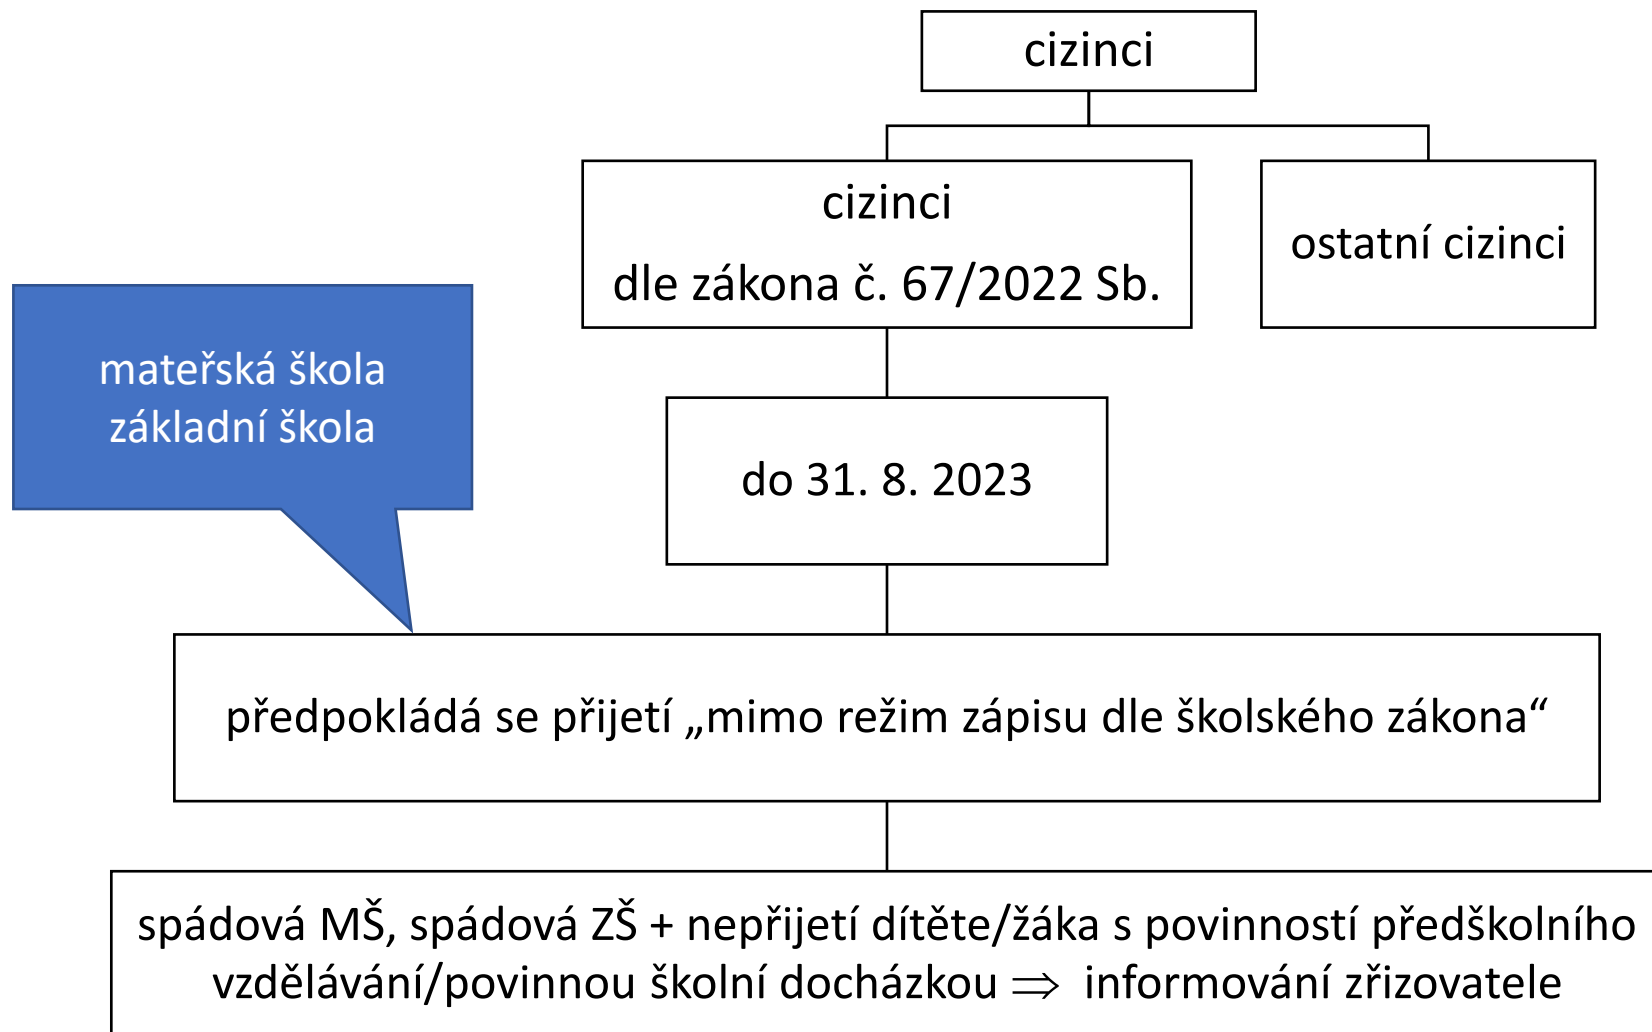 cizinci
cizinci
dle zákona č. 67/2022 Sb.
ostatní cizinci
mateřská škola
základní škola
do 31. 8. 2023
předpokládá se přijetí „mimo režim zápisu dle školského zákona“
spádová MŠ, spádová ZŠ + nepřijetí dítěte/žáka s povinností předškolního
vzdělávání/povinnou školní docházkou ⇒ informování zřizovatele